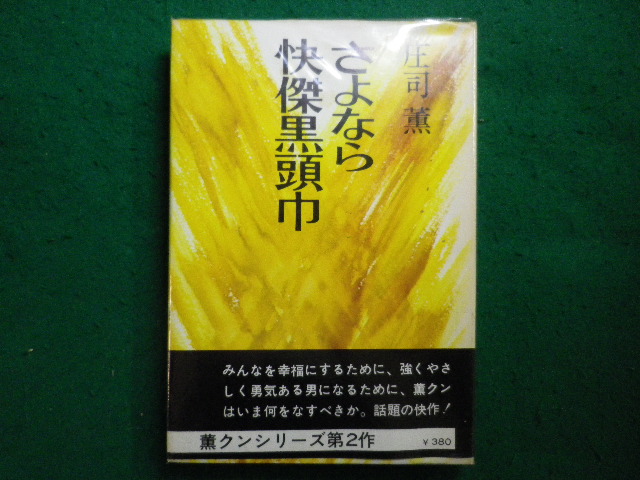 庄司 薫
さよなら
快傑黒頭巾
みんなを幸福にするために、強くやさ
しく勇気ある男になるために、薫クン
はいま何をなすべきか。話題の快作！
薫クンシリーズ第2作
¥380